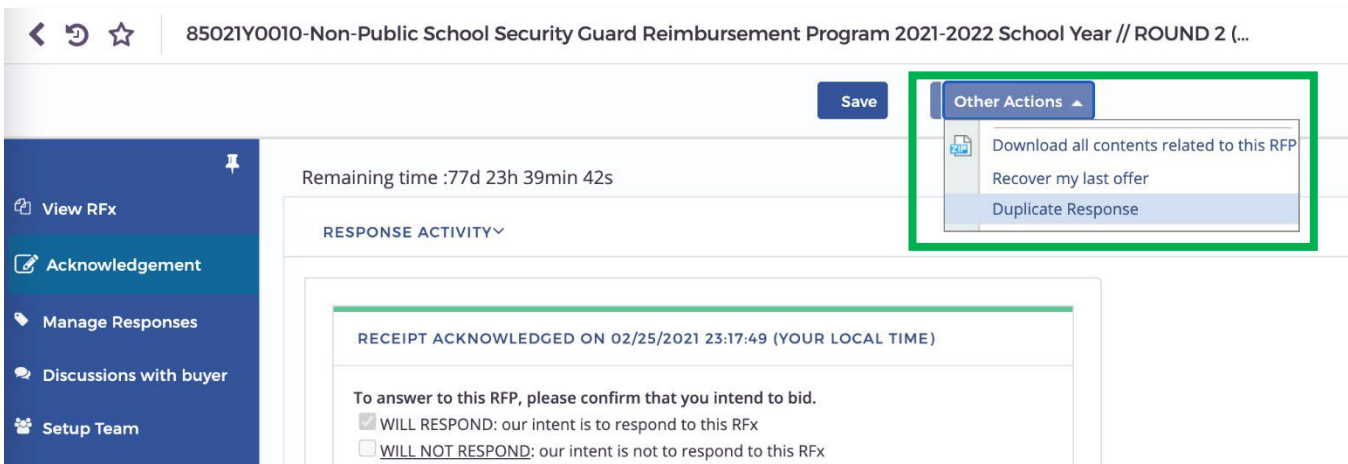 85021Y0010-Non-Public School Security Guard Reimbursement Program 2021-2022 School Year // ROUND 2 (...
Save
Other Actions
ZIP
Download all contents related to this RFP
Recover my last offer
Duplicate Response
Remaining time :77d 23h 39min 42s
View RFx
Acknowledgement
Manage Responses
Discussions with buyer
Setup Team
RESPONSE ACTIVITY
RECEIPT ACKNOWLEDGED ON 02/25/2021 23:17:49 (YOUR LOCAL TIME)
To answer to this RFP, please confirm that you intend to bid.
WILL RESPOND: our intent is to respond to this RFx
WILL NOT RESPOND: our intent is not to respond to this RFx